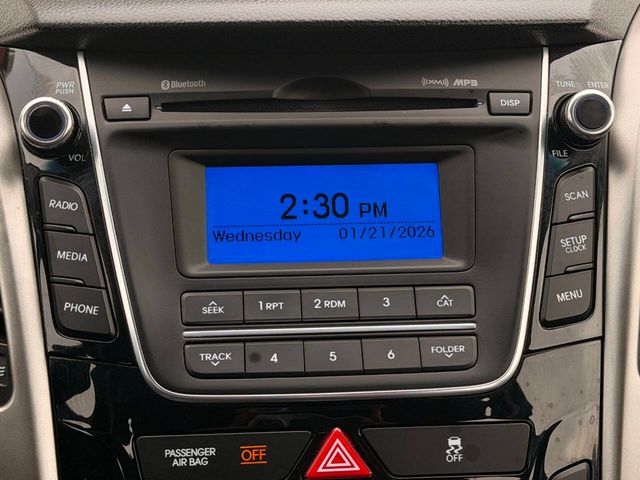 PWR
PUSH
VOL
Bluetooth
XM
MP3
DISP
TUNE
ENTER
FILE
RADIO
MEDIA
PHONE
2:30 PM
Wednesday 01/21/2026
SCAN
SETUP
CLOCK
MENU
SEEK
1 RPT
2 RDM
3
CAT
TRACK
4
5
6
FOLDER
PASSENGER
AIR BAG
OFF
OFF